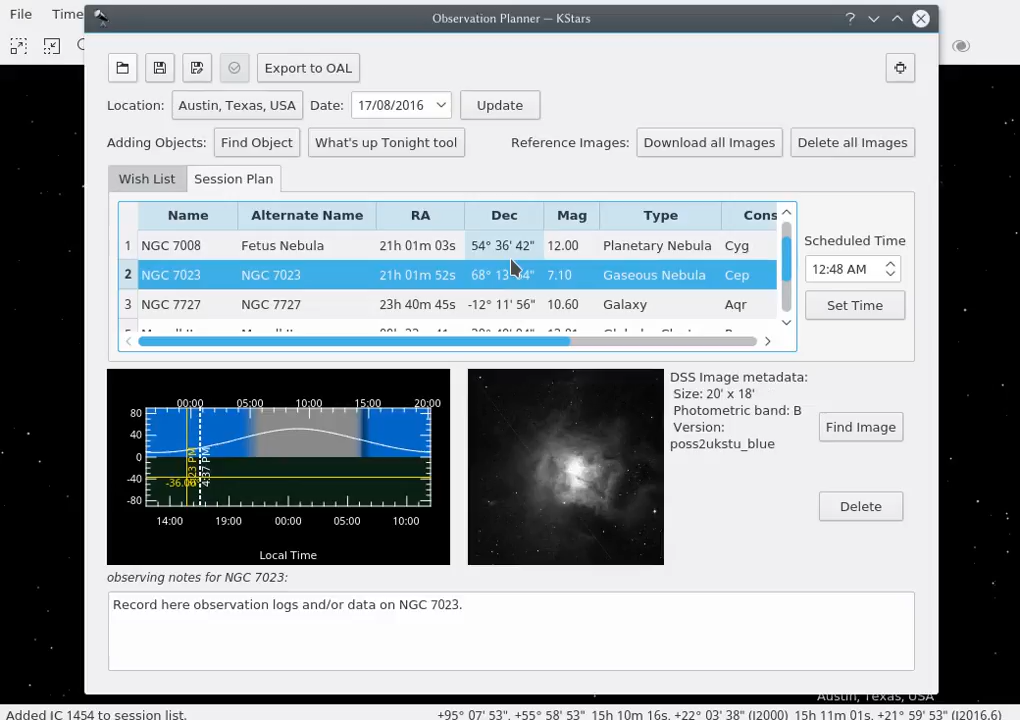 File Time
Observation Planner — KStars
Export to OAL
Location: Austin, Texas, USA Date: 17/08/2016 Update
Adding Objects: Find Object What's up Tonight tool Reference Images: Download all Images Delete all Images
Wish List Session Plan
Name Alternate Name RA Dec Mag Type Cons
1 NGC 7008 Fetus Nebula 21h 01m 03s 54° 36' 42" 12.00 Planetary Nebula Cyg
2 NGC 7023 NGC 7023 21h 01m 52s 68° 7.10 Gaseous Nebula Cep
3 NGC 7727 NGC 7727 23h 40m 45s -12° 11' 56" 10.60 Galaxy Aqr
Scheduled Time
12:48 AM
Set Time
00:00 05:00 10:00 15:00 20:00
80
40
0
-40
-80
4:37 PM
14:00 19:00 00:00 05:00 10:00
Local Time
DSS Image metadata:
Size: 20' x 18'
Photometric band: B
Version:
poss2ukstu_blue
Find Image
Delete
observing notes for NGC 7023:
Record here observation logs and/or data on NGC 7023.
Austin, Texas, USA
Added IC 1454 to session list. +95° 07' 53", +55° 58' 53" 15h 10m 16s, +22° 03' 38" (J2000) 15h 11m 01s, +21° 59' 53" (J2016.6)